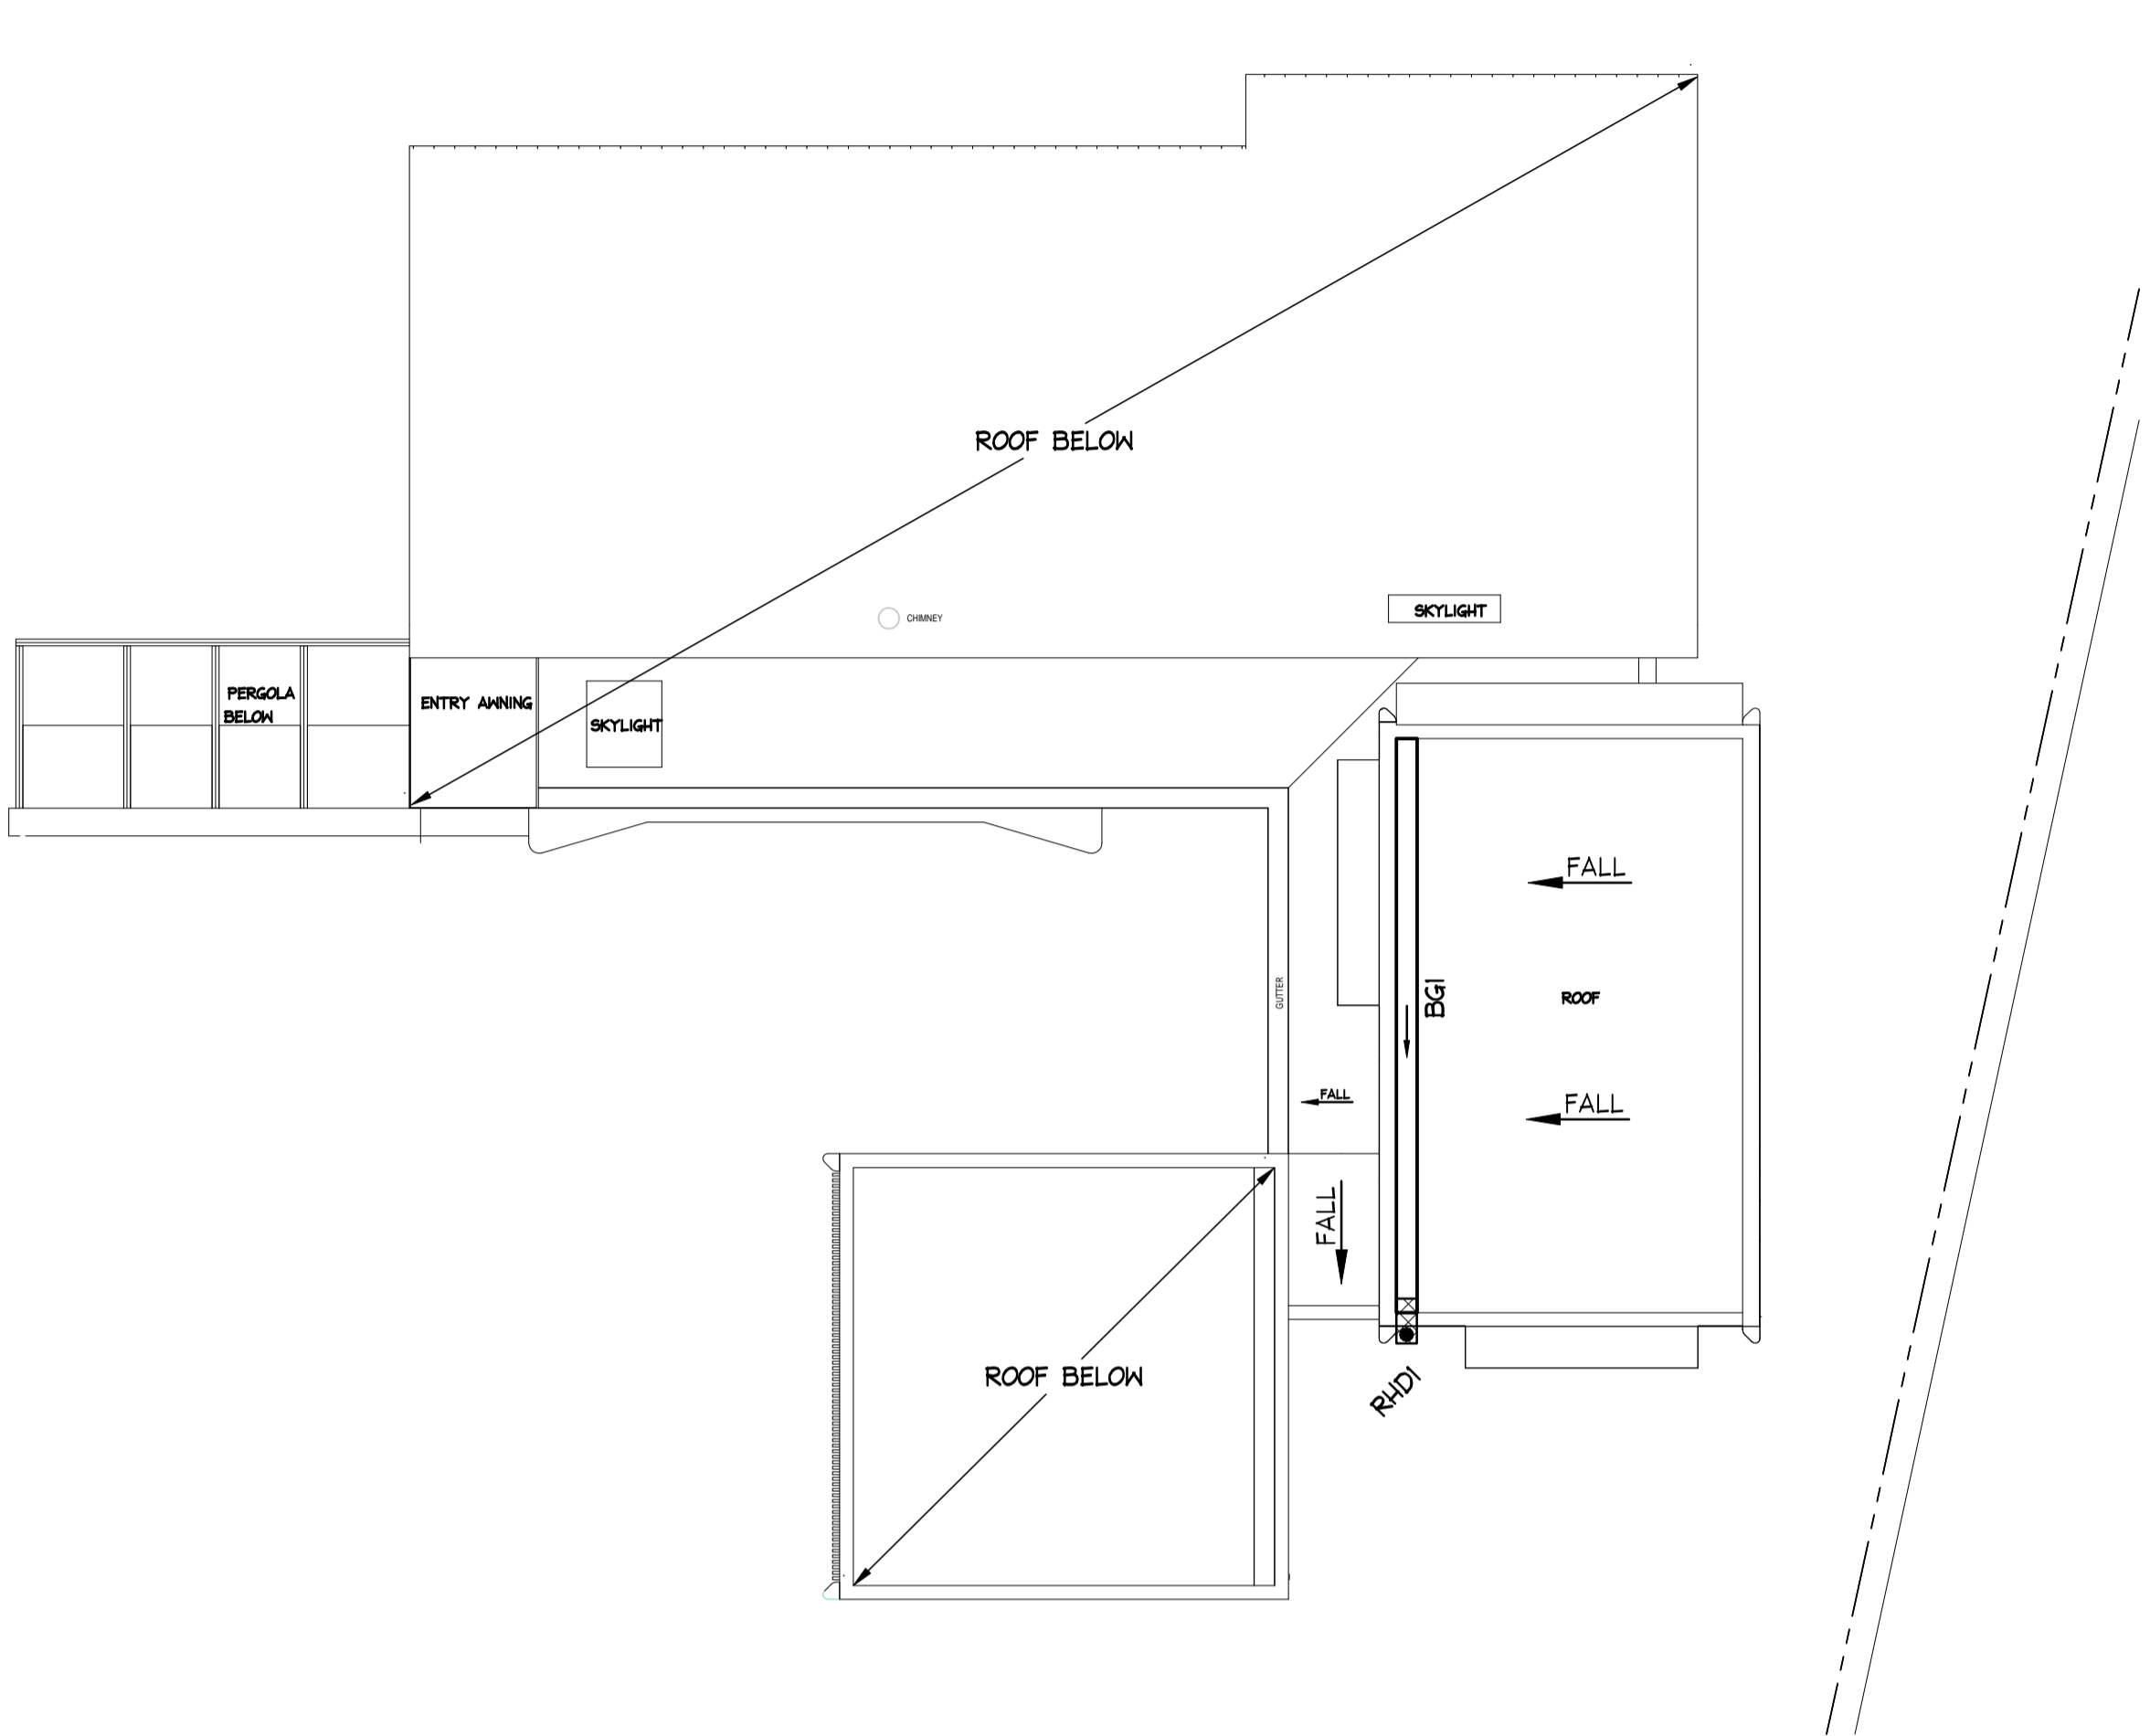 ROOF BELOW
CHIMNEY
SKYLIGHT
PERGOLA
BELOW
ENTRY AWNING
SKYLIGHT
FALL
GUTTER
BG1
ROOF
FALL
FALL
FALL
ROOF BELOW
RHD1